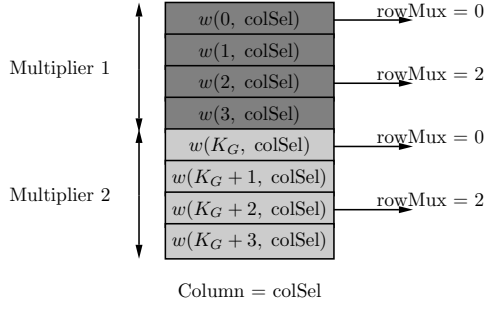 w(0, colSel) rowMux = 0
w(1, colSel)
Multiplier 1
w(2, colSel) rowMux = 2
w(3, colSel)
w(K_G, colSel) rowMux = 0
w(K_G + 1, colSel)
Multiplier 2
w(K_G + 2, colSel) rowMux = 2
w(K_G + 3, colSel)
Column = colSel